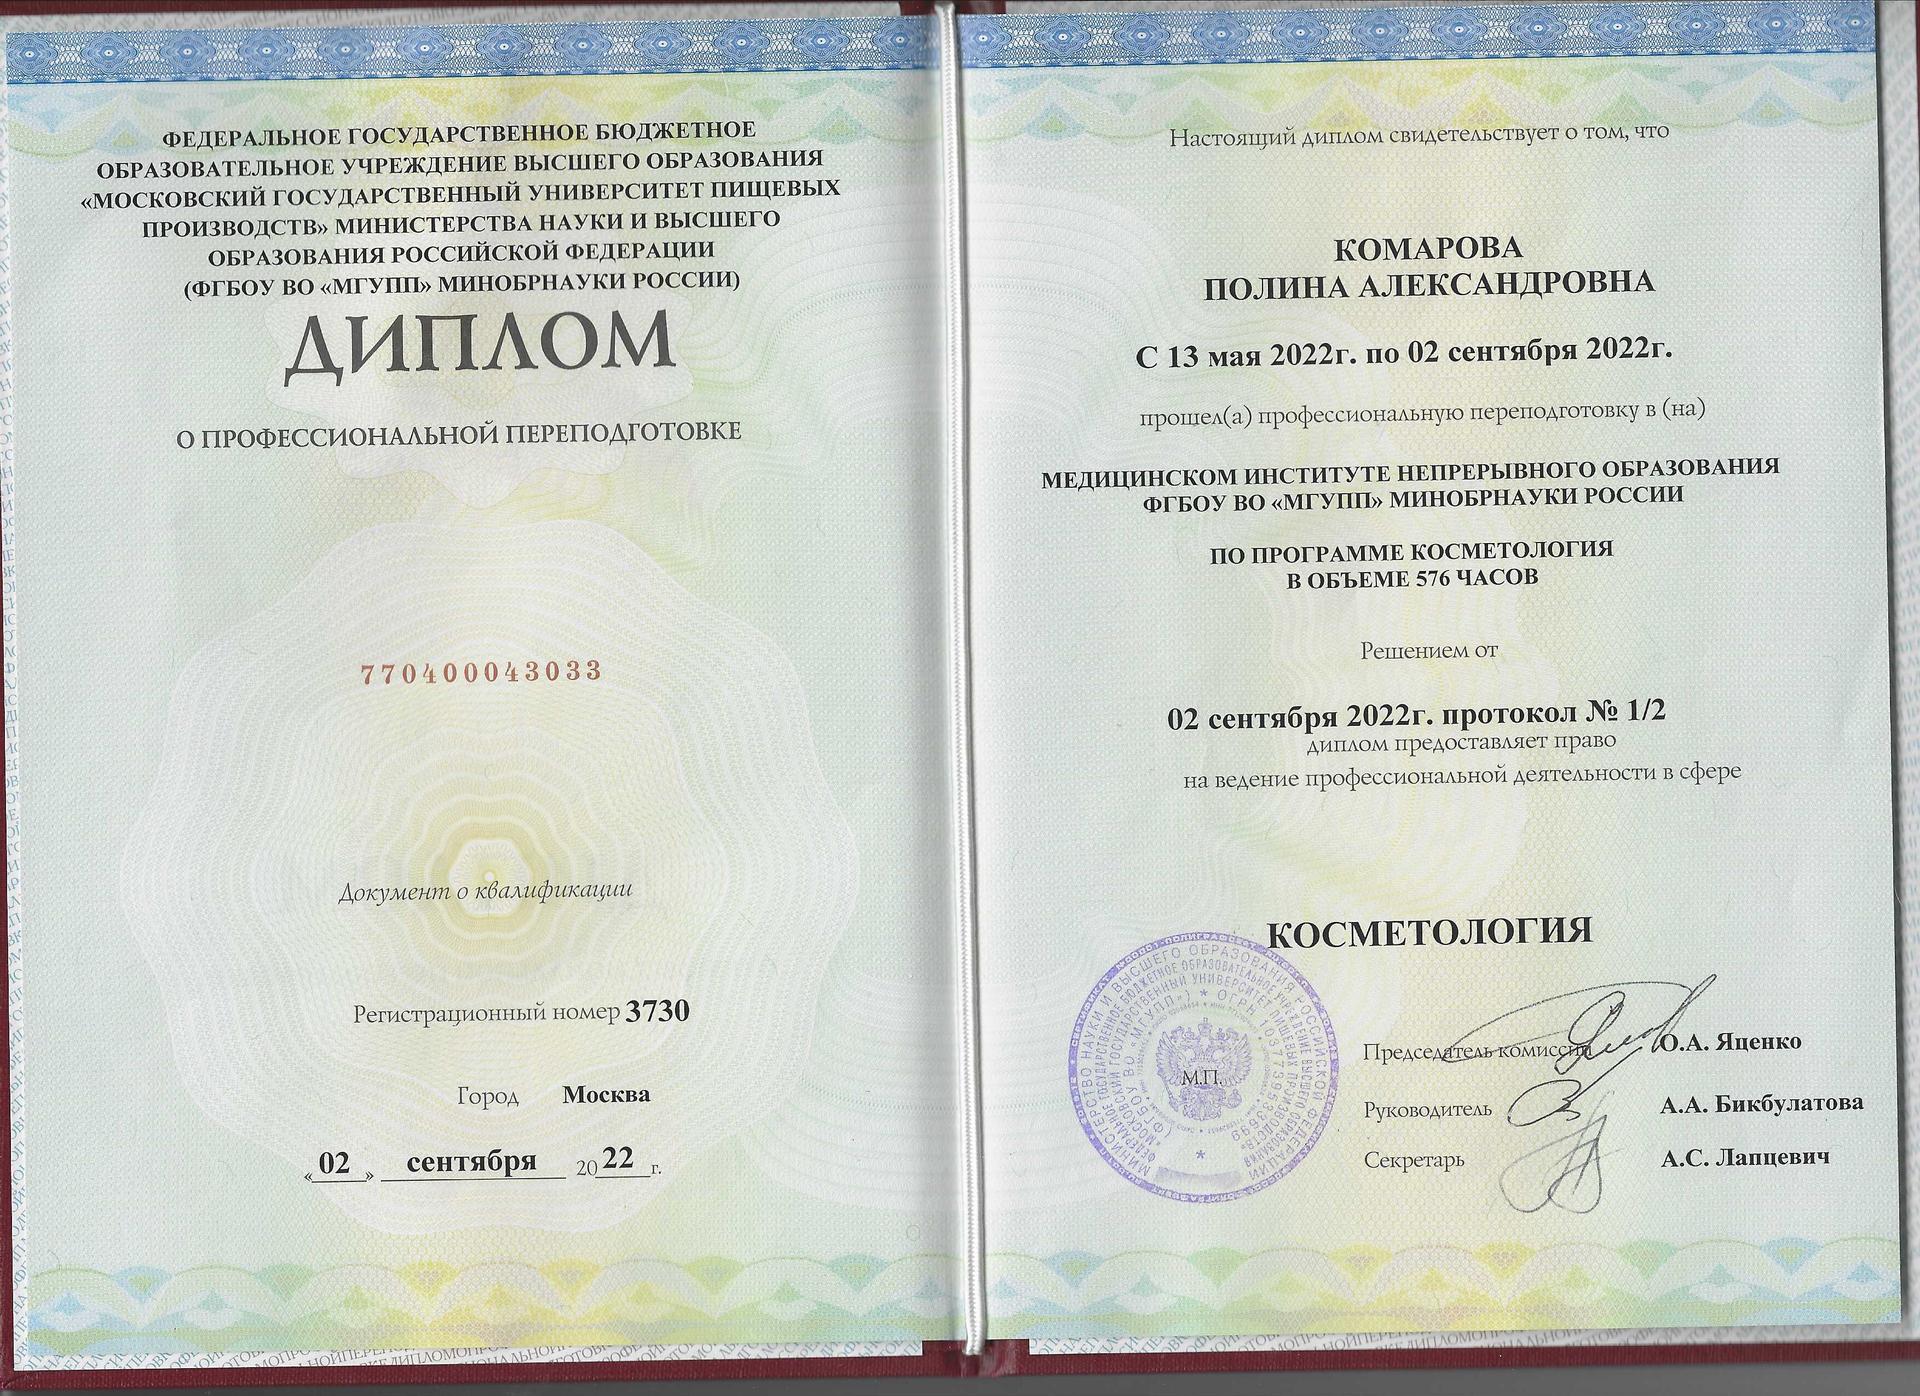 ФЕДЕРАЛЬНОЕ ГОСУДАРСТВЕННОЕ БЮДЖЕТНОЕ
ОБРАЗОВАТЕЛЬНОЕ УЧРЕЖДЕНИЕ ВЫСШЕГО ОБРАЗОВАНИЯ
«МОСКОВСКИЙ ГОСУДАРСТВЕННЫЙ УНИВЕРСИТЕТ ПИЩЕВЫХ
ПРОИЗВОДСТВ» МИНИСТЕРСТВА НАУКИ И ВЫСШЕГО
ОБРАЗОВАНИЯ РОССИЙСКОЙ ФЕДЕРАЦИИ
(ФГБОУ ВО «МГУПП» МИНОБРНАУКИ РОССИИ)
ДИПЛОМ
О ПРОФЕССИОНАЛЬНОЙ ПЕРЕПОДГОТОВКЕ
770400043033
Документ о квалификации
Регистрационный номер 3730
Город Москва
«02» сентября 2022 г.
Настоящий диплом свидетельствует о том, что
КОМАРОВА
ПОЛИНА АЛЕКСАНДРОВНА
С 13 мая 2022г. по 02 сентября 2022г.
прошел(а) профессиональную переподготовку в (на)
МЕДИЦИНСКОМ ИНСТИТУТЕ НЕПРЕРЫВНОГО ОБРАЗОВАНИЯ
ФГБОУ ВО «МГУПП» МИНОБРНАУКИ РОССИИ
ПО ПРОГРАММЕ КОСМЕТОЛОГИЯ
В ОБЪЕМЕ 576 ЧАСОВ
Решением от
02 сентября 2022г. протокол № 1/2
диплом предоставляет право
на ведение профессиональной деятельности в сфере
КОСМЕТОЛОГИЯ
М.П.
Председатель комиссии О.А. Яценко
Руководитель А.А. Бикбулатова
Секретарь А.С. Лапцевич